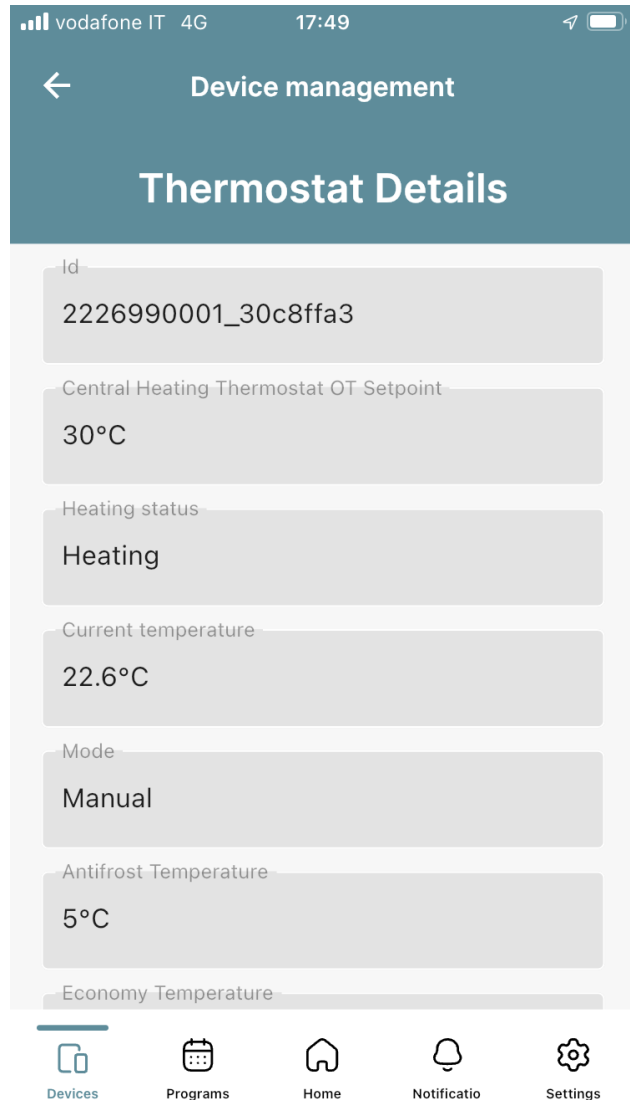 vodafone IT 4G 17:49
Device management
Thermostat Details
Id
2226990001_30c8ffa3
Central Heating Thermostat OT Setpoint
30°C
Heating status
Heating
Current temperature
22.6°C
Mode
Manual
Antifrost Temperature
5°C
Economy Temperature
Devices Programs Home Notificatio Settings